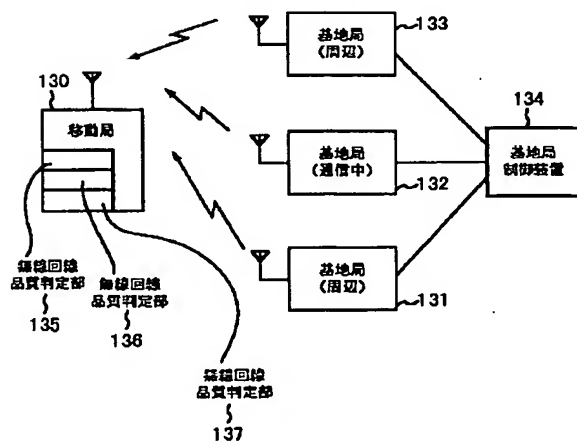 133
基地局
(周辺)
130
134
移動局
基地局
(通信中)
基地局
制御装置
132
基地局
(周辺)
無線回線
品質判定部
135
無線回線
品質判定部
136
131
無線回線
品質判定部
137